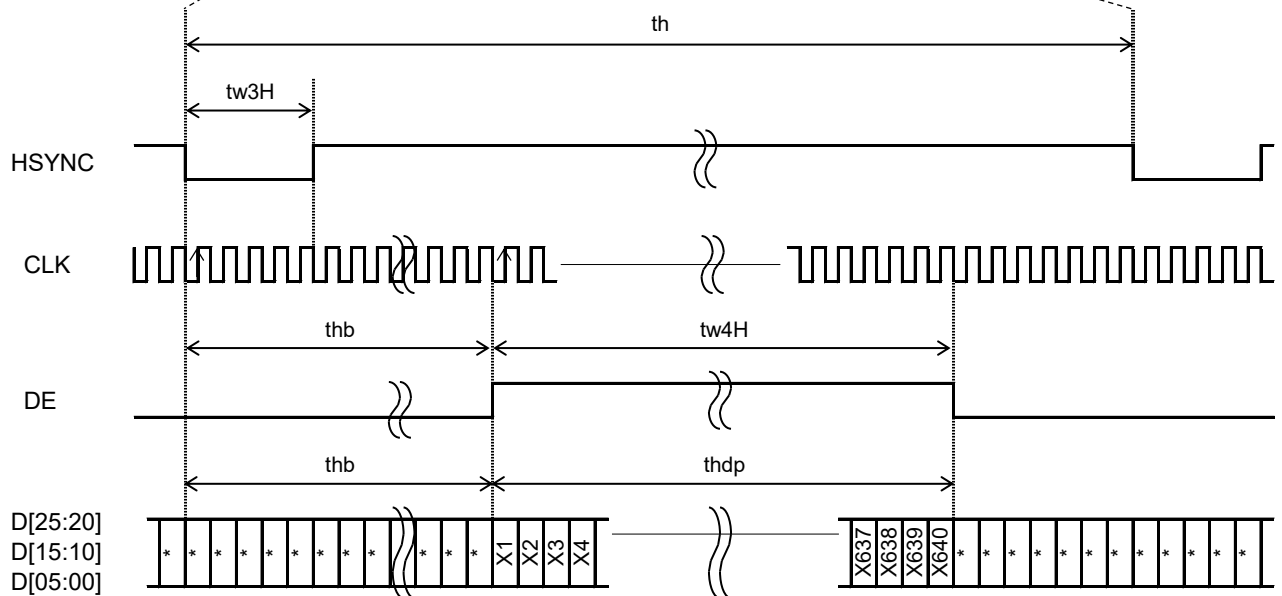 th
tw3H
HSYNC
CLK
thb tw4H
DE
thb thdp
D[25:20]
D[15:10]
D[05:00]
* * * * * * * * * * * * X1 X2 X3 X4 X637 X638 X639 X640 * * * * * * * * * * * *